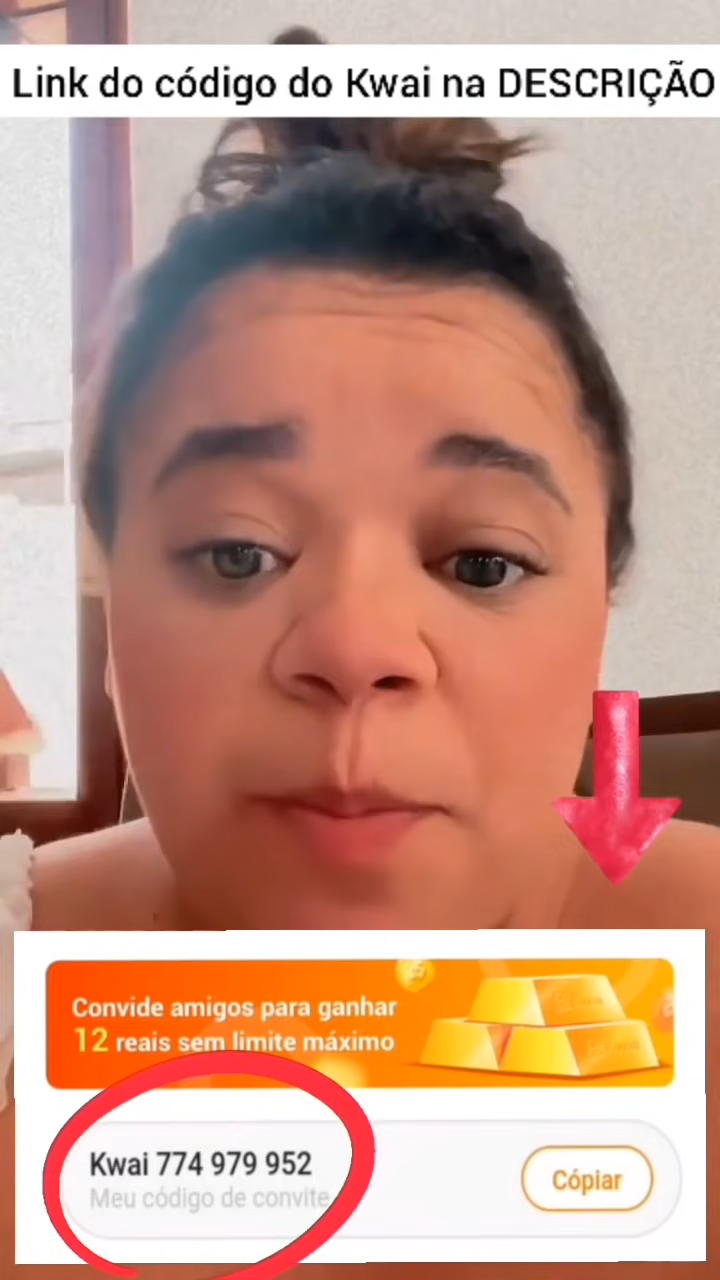 Link do código do Kwai na DESCRIÇÃO
Convide amigos para ganhar
12 reais sem limite máximo
Kwai 774 979 952
Meu código de convite
Cópiar